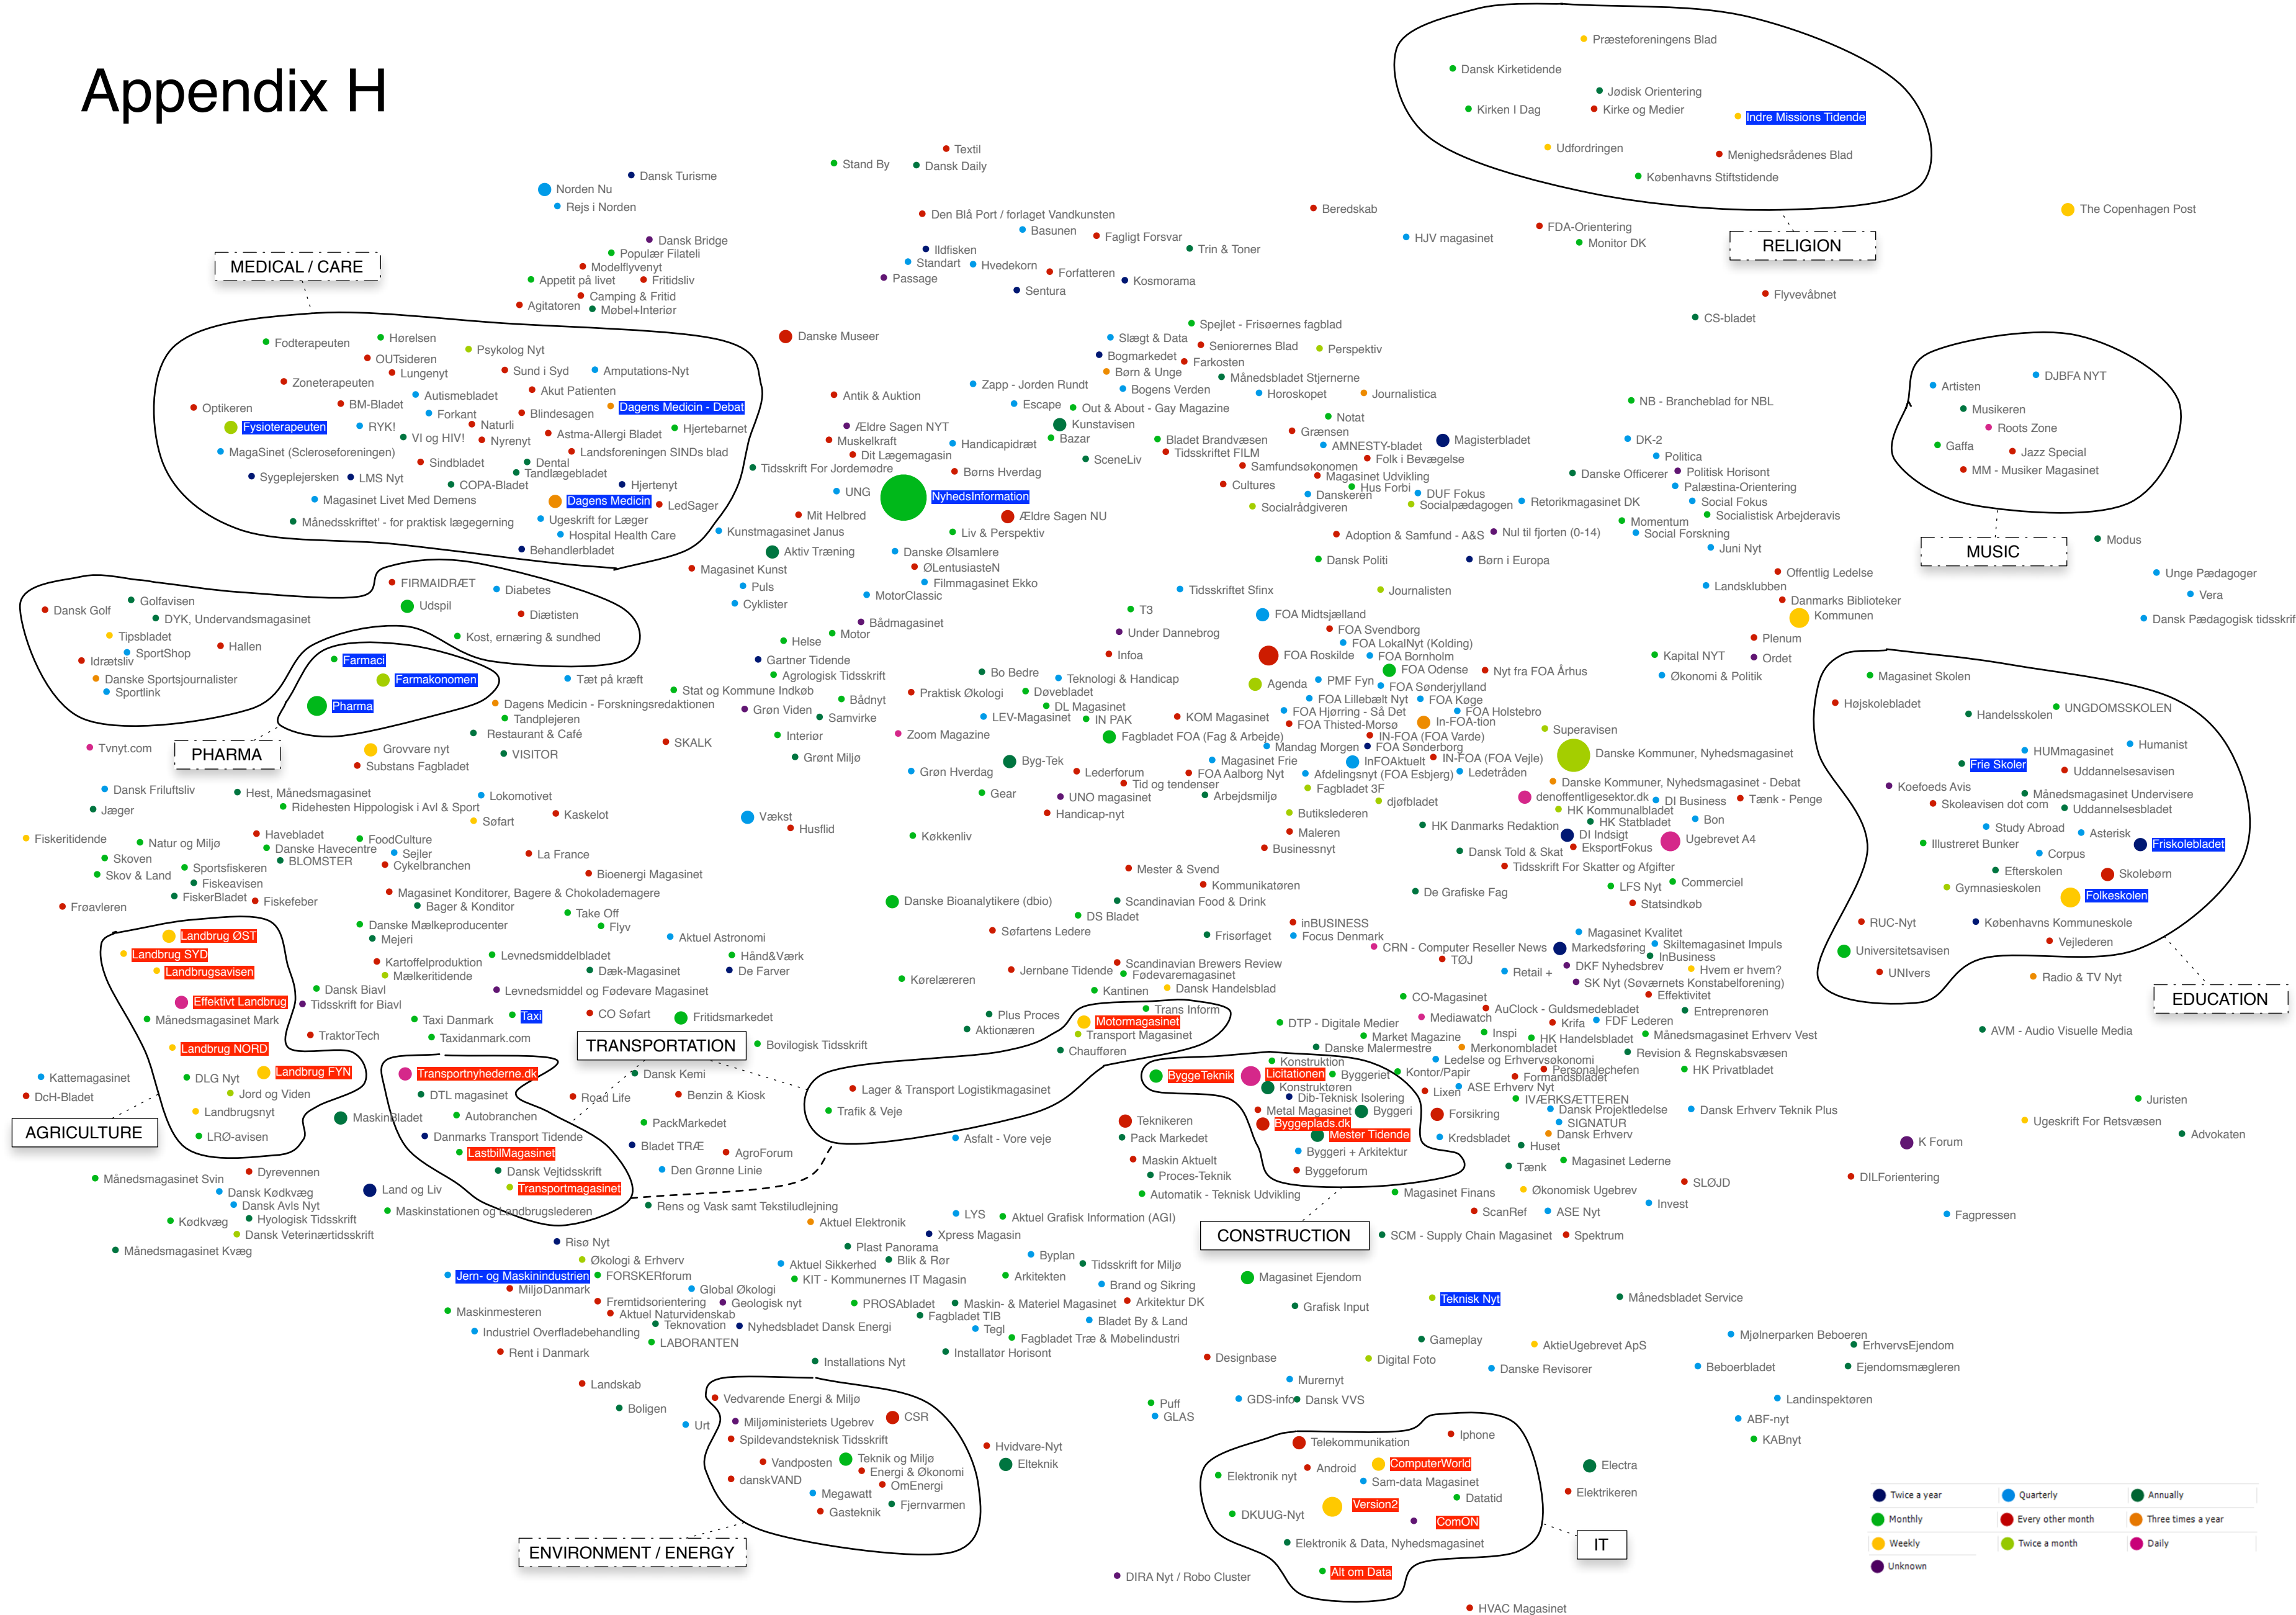 Appendix H
Præsteforeningens Blad
Dansk Kirketidende
Jødisk Orientering
Kirken I Dag
Kirke og Medier
Indre Missions Tidende
Udfordringen
Menighedsrådenes Blad
Københavns Stiftstidende
RELIGION
Textil
Stand By
Dansk Daily
Dansk Turisme
Norden Nu
Rejs i Norden
Den Blå Port / forlaget Vandkunsten
Basunen
Fagligt Forsvar
Beredskab
HJV magasinet
FDA-Orientering
Monitor DK
The Copenhagen Post
Dansk Bridge
Populær Filateli
Modelflyvenyt
Appetit på livet
Fritidsliv
Camping & Fritid
Agitatoren
Møbel+Interiør
Ildfisken
Standart
Hvedekorn
Passage
Forfatteren
Sentura
Kosmorama
Trin & Toner
Flyvevåbnet
CS-bladet
MEDICAL / CARE
Fodterapeuten
Hørelsen
Psykolog Nyt
OUTsideren
Lungenyt
Sund i Syd
Amputations-Nyt
Zoneterapeuten
Autismebladet
Akut Patienten
Optikeren
BM-Bladet
Forkant
Blindesagen
Dagens Medicin - Debat
Fysioterapeuten
RYK!
Naturli
VI og HIV!
Nyrenyt
Astma-Allergi Bladet
Hjertebarnet
MagaSinet (Scleroseforeningen)
Sindbladet
Dental
Landsforeningen SINDs blad
Tandlægebladet
Sygeplejersken
LMS Nyt
COPA-Bladet
Hjertenyt
Magasinet Livet Med Demens
Dagens Medicin
LedSager
Månedsskriftet' - for praktisk lægegerning
Ugeskrift for Læger
Hospital Health Care
Behandlerbladet
Danske Museer
Antik & Auktion
Ældre Sagen NYT
Muskelkraft
Dit Lægemagasin
Tidsskrift For Jordemødre
UNG
NyhedsInformation
Mit Helbred
Kunstmagasinet Janus
Aktiv Træning
Magasinet Kunst
Puls
Cyklister
Børns Hverdag
Ældre Sagen NU
Liv & Perspektiv
Danske Ølsamlere
ØLentusiasteN
Filmmagasinet Ekko
MotorClassic
Bådmagasinet
Motor
Helse
Spejlet - Frisøernes fagblad
Slægt & Data
Seniorernes Blad
Perspektiv
Bogmarkedet
Farkosten
Børn & Unge
Månedsbladet Stjernerne
Zapp - Jorden Rundt
Bogens Verden
Horoskopet
Journalistica
Escape
Out & About - Gay Magazine
Notat
Kunstavisen
Grænsen
Handicapidræt
Bazar
Bladet Brandvæsen
AMNESTY-bladet
Magisterbladet
Tidsskriftet FILM
Folk i Bevægelse
SceneLiv
Samfundsøkonomen
Magasinet Udvikling
Cultures
Hus Forbi
Danskeren
DUF Fokus
Socialrådgiveren
Socialpædagogen
Retorikmagasinet DK
Adoption & Samfund - A&S
Nul til fjorten (0-14)
Dansk Politi
Børn i Europa
NB - Brancheblad for NBL
DK-2
Politica
Danske Officerer
Politisk Horisont
Palæstina-Orientering
Social Fokus
Socialistisk Arbejderavis
Momentum
Social Forskning
Juni Nyt
Artisten
DJBFA NYT
Musikeren
Roots Zone
Gaffa
Jazz Special
MM - Musiker Magasinet
MUSIC
Modus
Unge Pædagoger
Vera
Dansk Pædagogisk tidsskrif
Offentlig Ledelse
Landsklubben
Danmarks Biblioteker
Kommunen
Plenum
Kapital NYT
Ordet
Økonomi & Politik
FIRMAIDRÆT
Diabetes
Udspil
Diætisten
Kost, ernæring & sundhed
Dansk Golf
Golfavisen
DYK, Undervandsmagasinet
Tipsbladet
SportShop
Hallen
Idrætsliv
Danske Sportsjournalister
Sportlink
Farmaci
Farmakonomen
Pharma
PHARMA
Tvnyt.com
Grovvare nyt
Substans Fagbladet
Tæt på kræft
Dagens Medicin - Forskningsredaktionen
Tandplejeren
Restaurant & Café
VISITOR
SKALK
Gartner Tidende
Agrologisk Tidsskrift
Stat og Kommune Indkøb
Bådnyt
Grøn Viden
Samvirke
Interiør
Grønt Miljø
Tidsskriftet Sfinx
Journalisten
T3
FOA Midtsjælland
Under Dannebrog
FOA Svendborg
FOA LokalNyt (Kolding)
Infoa
FOA Roskilde
FOA Bornholm
FOA Odense
Nyt fra FOA Århus
Bo Bedre
Teknologi & Handicap
Agenda
PMF Fyn
FOA Sønderjylland
Praktisk Økologi
Døvebladet
DL Magasinet
FOA Lillebælt Nyt
FOA Køge
LEV-Magasinet
IN PAK
KOM Magasinet
FOA Hjørring - Så Det
FOA Holstebro
FOA Thisted-Morsø
In-FOA-tion
Zoom Magazine
Fagbladet FOA (Fag & Arbejde)
IN-FOA (FOA Varde)
Mandag Morgen
FOA Sønderborg
Byg-Tek
Magasinet Frie
InFOAktuelt
IN-FOA (FOA Vejle)
Grøn Hverdag
Lederforum
FOA Aalborg Nyt
Afdelingsnyt (FOA Esbjerg)
Ledetråden
Tid og tendenser
Fagbladet 3F
Gear
UNO magasinet
Arbejdsmiljø
djøfbladet
Handicap-nyt
Butikslederen
Køkkenliv
Maleren
HK Danmarks Redaktion
Businessnyt
Superavisen
Danske Kommuner, Nyhedsmagasinet
Danske Kommuner, Nyhedsmagasinet - Debat
denoffentligesektor.dk
DI Business
Tænk - Penge
HK Kommunalbladet
HK Statbladet
Bon
DI Indsigt
Ugebrevet A4
EksportFokus
Dansk Told & Skat
Tidsskrift For Skatter og Afgifter
LFS Nyt
Commerciel
De Grafiske Fag
Statsindkøb
Magasinet Skolen
Højskolebladet
UNGDOMSSKOLEN
Handelsskolen
HUMmagasinet
Humanist
Frie Skoler
Uddannelsesavisen
Koefoeds Avis
Månedsmagasinet Undervisere
Skoleavisen dot com
Uddannelsesbladet
Study Abroad
Asterisk
Illustreret Bunker
Friskolebladet
Corpus
Efterskolen
Skolebørn
Gymnasieskolen
Folkeskolen
RUC-Nyt
Københavns Kommuneskole
Vejlederen
Universitetsavisen
UNIvers
Radio & TV Nyt
EDUCATION
AVM - Audio Visuelle Media
Dansk Friluftsliv
Hest, Månedsmagasinet
Jæger
Ridehesten Hippologisk i Avl & Sport
Lokomotivet
Søfart
Kaskelot
Vækst
Husflid
Fiskeritidende
Natur og Miljø
Havebladet
Danske Havecentre
FoodCulture
Skoven
BLOMSTER
Sejler
La France
Skov & Land
Sportsfiskeren
Cykelbranchen
Fiskeavisen
Bioenergi Magasinet
FiskerBladet
Fiskefeber
Magasinet Konditorer, Bagere & Chokolademagere
Frøavleren
Bager & Konditor
Take Off
Flyv
Danske Mælkeproducenter
Mejeri
Aktuel Astronomi
Levnedsmiddelbladet
Hånd&Værk
Kartoffelproduktion
Dæk-Magasinet
De Farver
Mælkeritidende
Dansk Biavl
Levnedsmiddel og Fødevare Magasinet
Tidsskrift for Biavl
Taxi Danmark
Taxi
CO Søfart
Fritidsmarkedet
TraktorTech
Taxidanmark.com
Landbrug ØST
Landbrug SYD
Landbrugsavisen
Effektivt Landbrug
Månedsmagasinet Mark
Landbrug NORD
Landbrug FYN
DLG Nyt
Jord og Viden
Landbrugsnyt
LRØ-avisen
Kattemagasinet
DcH-Bladet
AGRICULTURE
TRANSPORTATION
Bovilogisk Tidsskrift
Transportnyhederne.dk
Dansk Kemi
DTL magasinet
Road Life
Benzin & Kiosk
MaskinBladet
Autobranchen
PackMarkedet
Danmarks Transport Tidende
Bladet TRÆ
LastbilMagasinet
AgroForum
Dansk Vejtidsskrift
Den Grønne Linie
Transportmagasinet
Land og Liv
Maskinstationen og Landbrugslederen
Rens og Vask samt Tekstiludlejning
Månedsmagasinet Svin
Dyrevennen
Dansk Kødkvæg
Dansk Avls Nyt
Kødkvæg
Hyologisk Tidsskrift
Dansk Veterinærtidsskrift
Månedsmagasinet Kvæg
Mester & Svend
Kommunikatøren
Danske Bioanalytikere (dbio)
Scandinavian Food & Drink
DS Bladet
inBUSINESS
Søfartens Ledere
Frisørfaget
Focus Denmark
CRN - Computer Reseller News
TØJ
Jernbane Tidende
Scandinavian Brewers Review
Fødevaremagasinet
Kørelæreren
Kantinen
Dansk Handelsblad
Plus Proces
Aktionæren
Trans Inform
Motormagasinet
Transport Magasinet
Chaufføren
Lager & Transport Logistikmagasinet
Trafik & Veje
Asfalt - Vore veje
Magasinet Kvalitet
Markedsføring
Skiltemagasinet Impuls
InBusiness
Retail +
DKF Nyhedsbrev
Hvem er hvem?
SK Nyt (Søværnets Konstabelforening)
CO-Magasinet
Effektivitet
AuClock - Guldsmedebladet
Entreprenøren
Mediawatch
DTP - Digitale Medier
Krifa
FDF Lederen
Market Magazine
Inspi
HK Handelsbladet
Månedsmagasinet Erhverv Vest
Danske Malermestre
Merkonombladet
Revision & Regnskabsvæsen
Ledelse og Erhvervsøkonomi
Personalechefen
HK Privatbladet
Konstruktion
ByggeTeknik
Licitationen
Byggeriet
Kontor/Papir
Formandsbladet
Konstruktøren
ASE Erhverv Nyt
Lixen
Dib-Teknisk Isolering
IVÆRKSÆTTEREN
Metal Magasinet
Byggeri
Forsikring
Dansk Projektledelse
Dansk Erhverv Teknik Plus
Teknikeren
Byggeplads.dk
SIGNATUR
Mester Tidende
Kredsbladet
Dansk Erhverv
Pack Markedet
Huset
Byggeri + Arkitektur
Magasinet Lederne
Maskin Aktuelt
Tænk
Byggeforum
Proces-Teknik
Automatik - Teknisk Udvikling
Magasinet Finans
Økonomisk Ugebrev
SLØJD
ScanRef
ASE Nyt
Invest
CONSTRUCTION
SCM - Supply Chain Magasinet
Spektrum
Juristen
Ugeskrift For Retsvæsen
Advokaten
K Forum
DILForientering
Fagpressen
Risø Nyt
Økologi & Erhverv
Jern- og Maskinindustrien
FORSKERforum
MiljøDanmark
Global Økologi
Fremtidsorientering
Geologisk nyt
Maskinmesteren
Aktuel Naturvidenskab
Teknovation
Nyhedsbladet Dansk Energi
Industriel Overfladebehandling
LABORANTEN
Rent i Danmark
Aktuel Elektronik
LYS
Aktuel Grafisk Information (AGI)
Xpress Magasin
Plast Panorama
Byplan
Aktuel Sikkerhed
Blik & Rør
Tidsskrift for Miljø
KIT - Kommunernes IT Magasin
Arkitekten
Brand og Sikring
Magasinet Ejendom
PROSAbladet
Maskin- & Materiel Magasinet
Arkitektur DK
Fagbladet TIB
Bladet By & Land
Tegl
Fagbladet Træ & Møbelindustri
Installatør Horisont
Installations Nyt
Grafisk Input
Teknisk Nyt
Månedsbladet Service
Gameplay
AktieUgebrevet ApS
Mjølnerparken Beboeren
ErhvervsEjendom
Designbase
Digital Foto
Danske Revisorer
Beboerbladet
Ejendomsmægleren
Murernyt
GDS-info
Dansk VVS
Landinspektøren
Puff
GLAS
ABF-nyt
KABnyt
Landskab
Boligen
Urt
Vedvarende Energi & Miljø
Miljøministeriets Ugebrev
CSR
Spildevandsteknisk Tidsskrift
Vandposten
Teknik og Miljø
Energi & Økonomi
danskVAND
OmEnergi
Megawatt
Fjernvarmen
Gasteknik
Hvidvare-Nyt
Elteknik
ENVIRONMENT / ENERGY
Telekommunikation
Iphone
Android
ComputerWorld
Elektronik nyt
Sam-data Magasinet
Datatid
Version2
DKUUG-Nyt
ComON
Elektronik & Data, Nyhedsmagasinet
Alt om Data
IT
Electra
Elektrikeren
DIRA Nyt / Robo Cluster
HVAC Magasinet
Twice a year
Quarterly
Annually
Monthly
Every other month
Three times a year
Weekly
Twice a month
Daily
Unknown